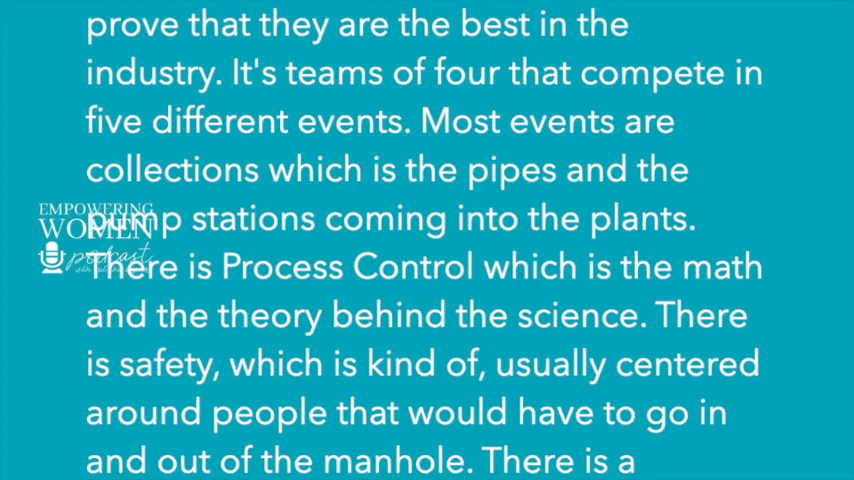 prove that they are the best in the
industry. It's teams of four that compete in
five different events. Most events are
collections which is the pipes and the
pump stations coming into the plants.
There is Process Control which is the math
and the theory behind the science. There
is safety, which is kind of, usually centered
around people that would have to go in
and out of the manhole. There is a
EMPOWERING
WOMEN
podcast